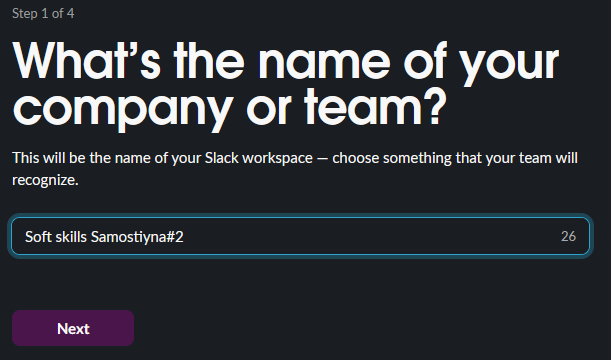 Step 1 of 4
What's the name of your
company or team?
This will be the name of your Slack workspace — choose something that your team will
recognize.
Soft skills Samostiyna#2 26
Next